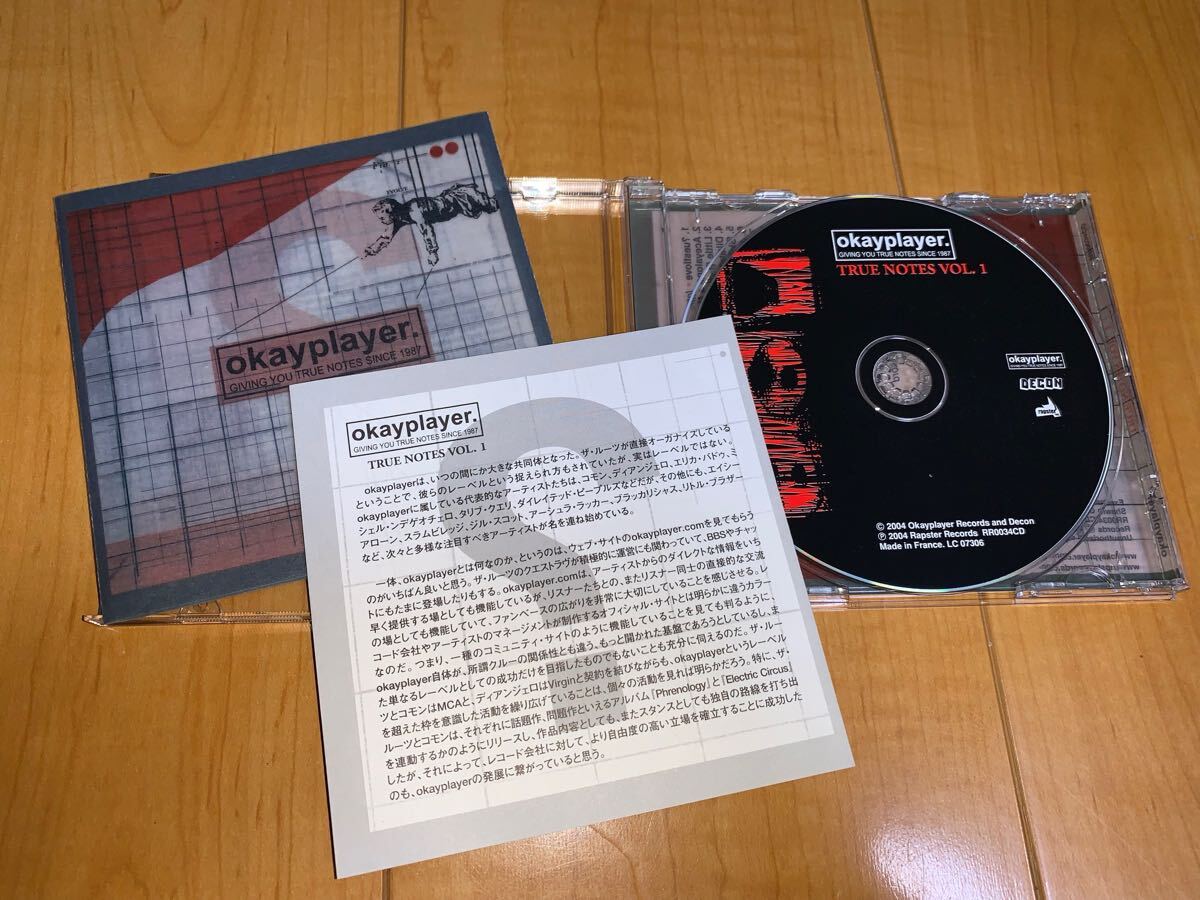 EVOLVE
okayplayer.
GIVING YOU TRUE NOTES SINCE 1987
okayplayer.
GIVING YOU TRUE NOTES SINCE 1987
TRUE NOTES VOL. 1
okayplayerは、いつの間にか大きな共同体となった。ザ・ルーツが直接オーガナイズしている
ということで、彼らのレーベルという捉えられ方もされていたが、実はレーベルではない。
okayplayerに属している代表的なアーティストたちは、コモン、ディアンジェロ、エリカ・バドゥ、ミ
シェル・ンデゲオチェロ、タリブ・クエリ、ダイレイテッド・ピープルズなどだが、その他にも、エイシー
アローン、スラムビレッジ、ジル・スコット、アーシュラ・ラッカー、ブラッカリシャス、リトル・ブラザー
など、次々と多様な注目すべきアーティストが名を連ね始めている。
一体、okayplayerとは何なのか、というのは、ウェブ・サイトのokayplayer.comを見てもらう
のがいちばん良いと思う。ザ・ルーツのクエストラヴが積極的に運営にも関わっていて、BBSやチャッ
トにもたまに登場したりもする。okayplayer.comは、アーティストからのダイレクトな情報をいち
早く提供する場としても機能しているが、リスナーたちとの、またリスナー同士の直接的な交流
の場としても機能していて、ファンベースの広がりを非常に大切にしていることを感じさせる。レ
コード会社やアーティストのマネージメントが制作するオフィシャル・サイトとは明らかに違うカラー
なのだ。つまり、一種のコミュニティ・サイトのように機能していることを見ても判るように、
okayplayer自体が、所謂クルーの関係性とも違う、もっと開かれた基盤であろうとしているし、ま
た単なるレーベルとしての成功だけを目指したものでもないことも充分に伺えるのだ。ザ・ルー
ツとコモンはMCAと、ディアンジェロはVirginと契約を結びながらも、okayplayerというレーベル
を超えた枠を意識した活動を繰り広げていることは、個々の活動を見れば明らかだろう。特に、ザ・
ルーツとコモンは、それぞれに話題作、問題作といえるアルバム『Phrenology』と『Electric Circus』
を連動するかのようにリリースし、作品内容としても、またスタンスとしても独自の路線を打ち出
したが、それによって、レコード会社に対して、より自由度の高い立場を確立することに成功した
のも、okayplayerの発展に繋がっていると思う。
okayplayer.
GIVING YOU TRUE NOTES SINCE 1987
TRUE NOTES VOL. 1
okayplayer.
GIVING YOU TRUE NOTES SINCE 1987
DECON
rapster
© 2004 Okayplayer Records and Decon
℗ 2004 Rapster Records RR0034CD
Made in France. LC 07306